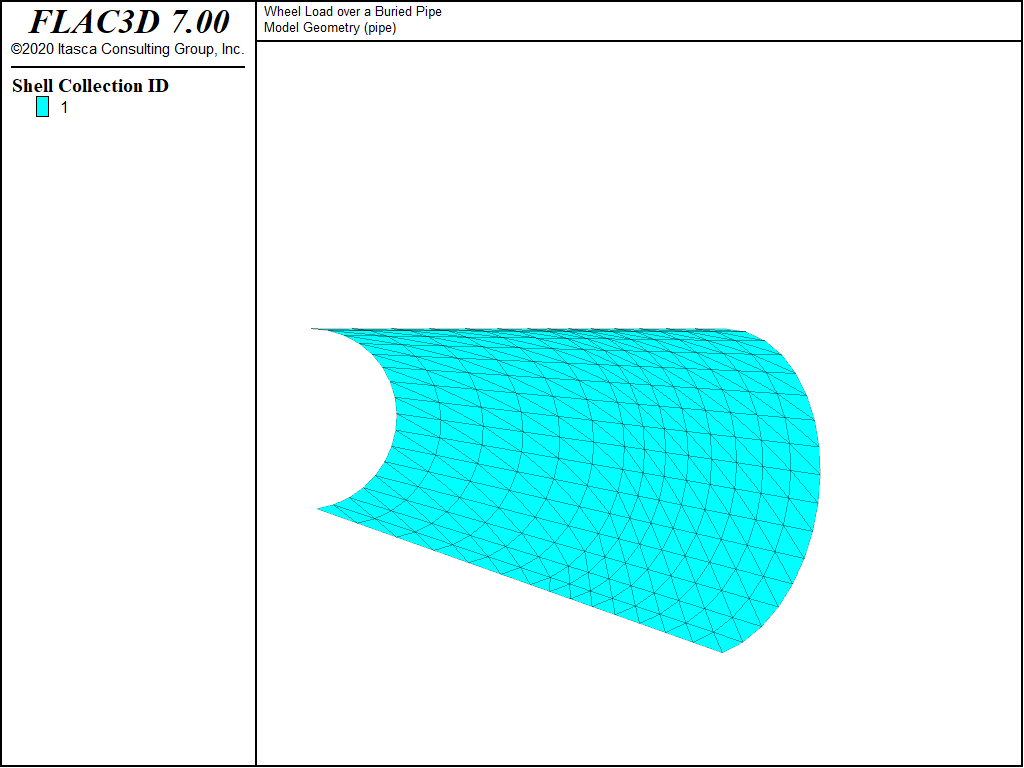 FLAC3D 7.00
©2020 Itasca Consulting Group, Inc.
Shell Collection ID
1
Wheel Load over a Buried Pipe
Model Geometry (pipe)